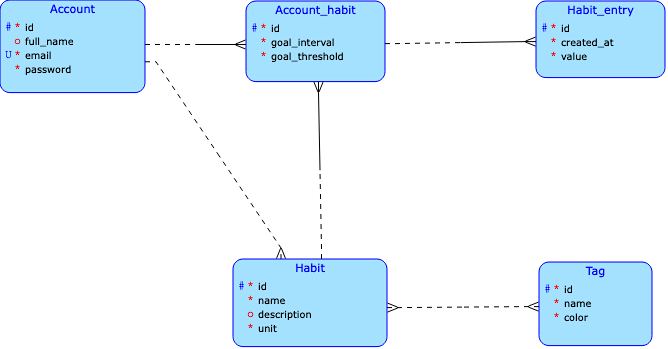 Account
# * id
o full_name
U * email
* password
Account_habit
# * id
* goal_interval
* goal_threshold
Habit_entry
# * id
* created_at
* value
Habit
# * id
* name
o description
* unit
Tag
# * id
* name
* color